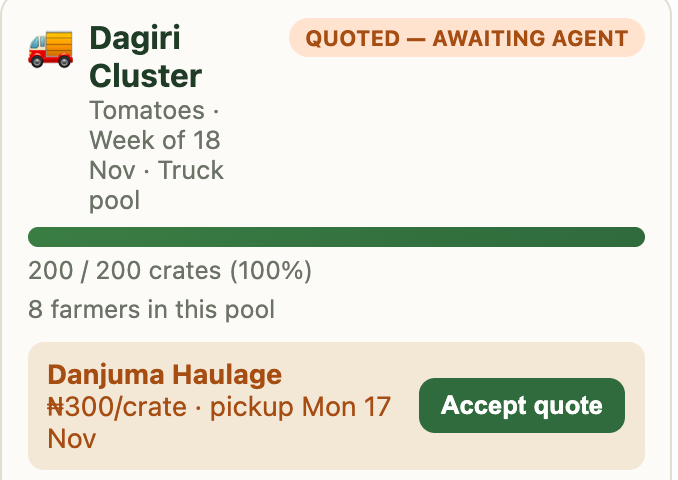 Dagiri
Cluster
QUOTED — AWAITING AGENT
Tomatoes ·
Week of 18
Nov · Truck
pool
200 / 200 crates (100%)
8 farmers in this pool
Danjuma Haulage
₦300/crate · pickup Mon 17
Nov
Accept quote